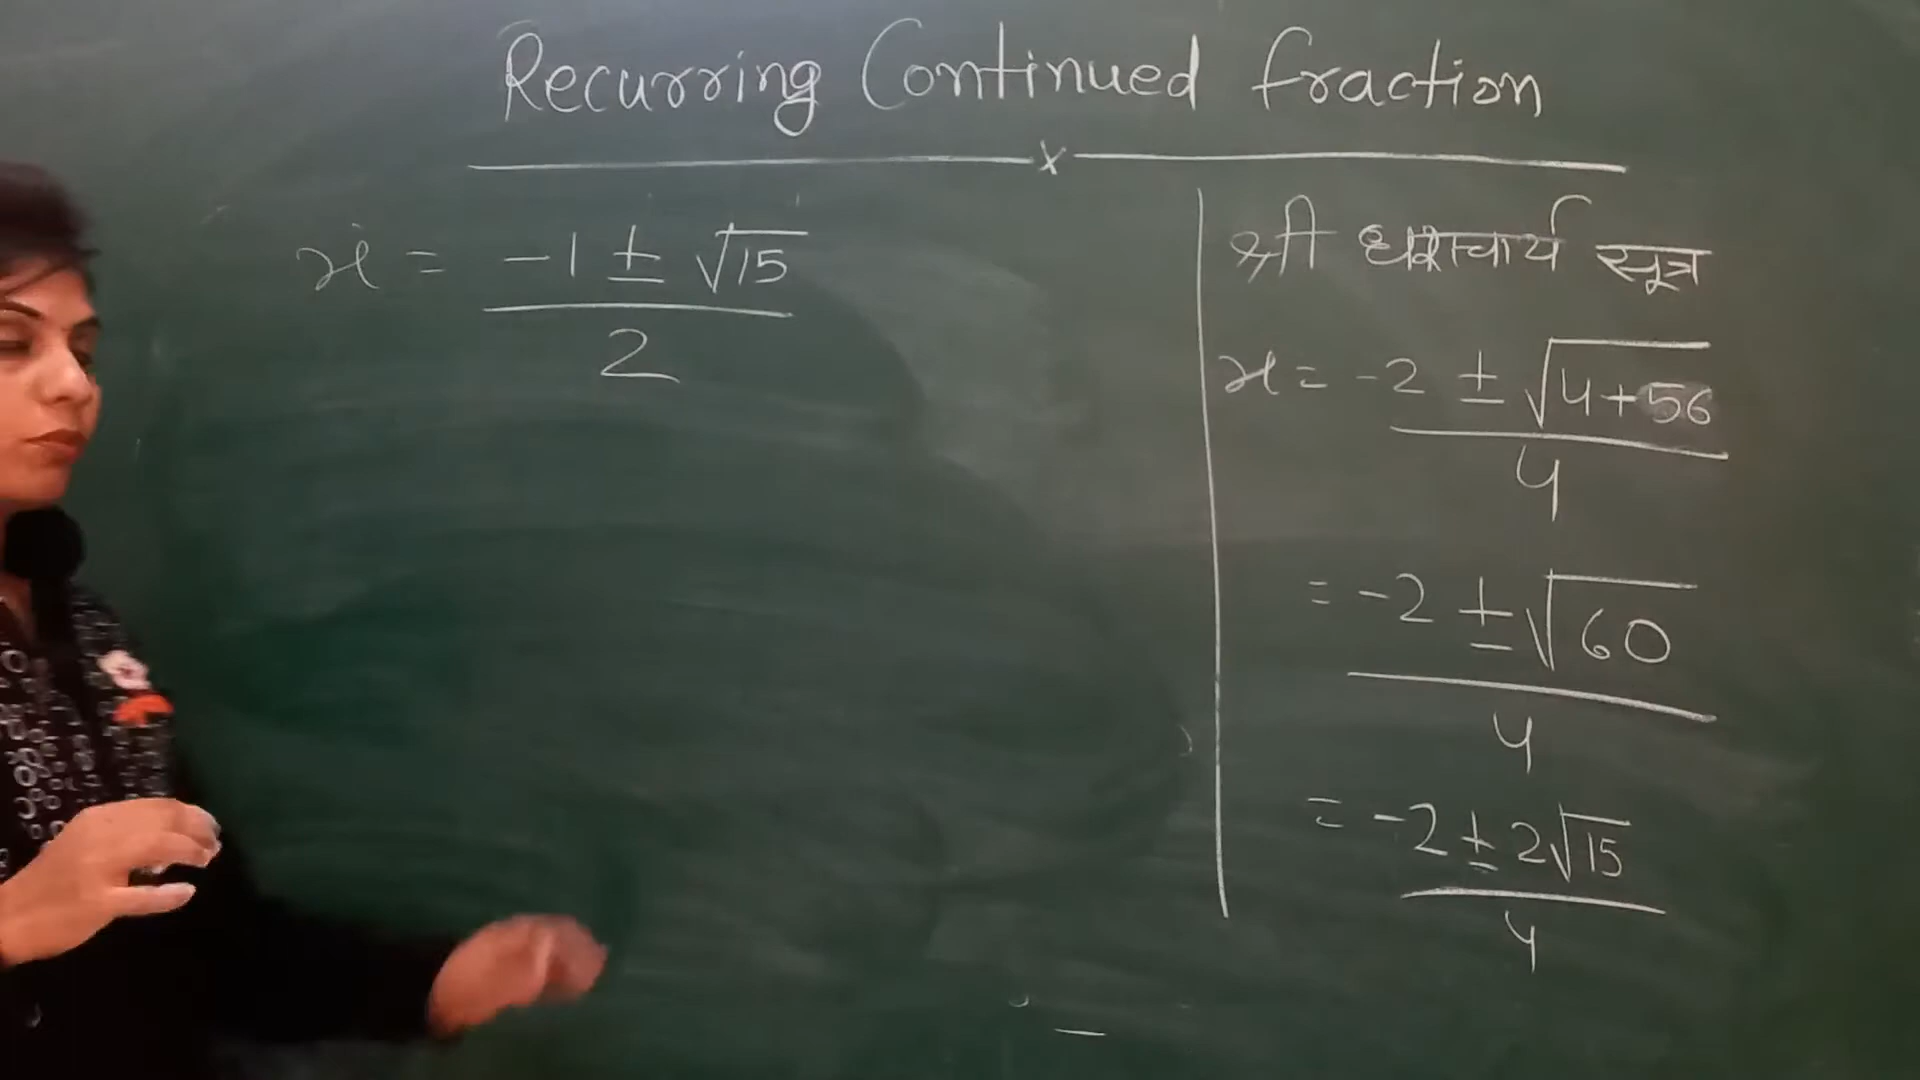 Recurring Continued fraction
x
x = -1 ± √15
2
श्री धराचार्य सूत्र
x = -2 ± √4+56
4
= -2 ± √60
4
= -2 ± 2√15
4